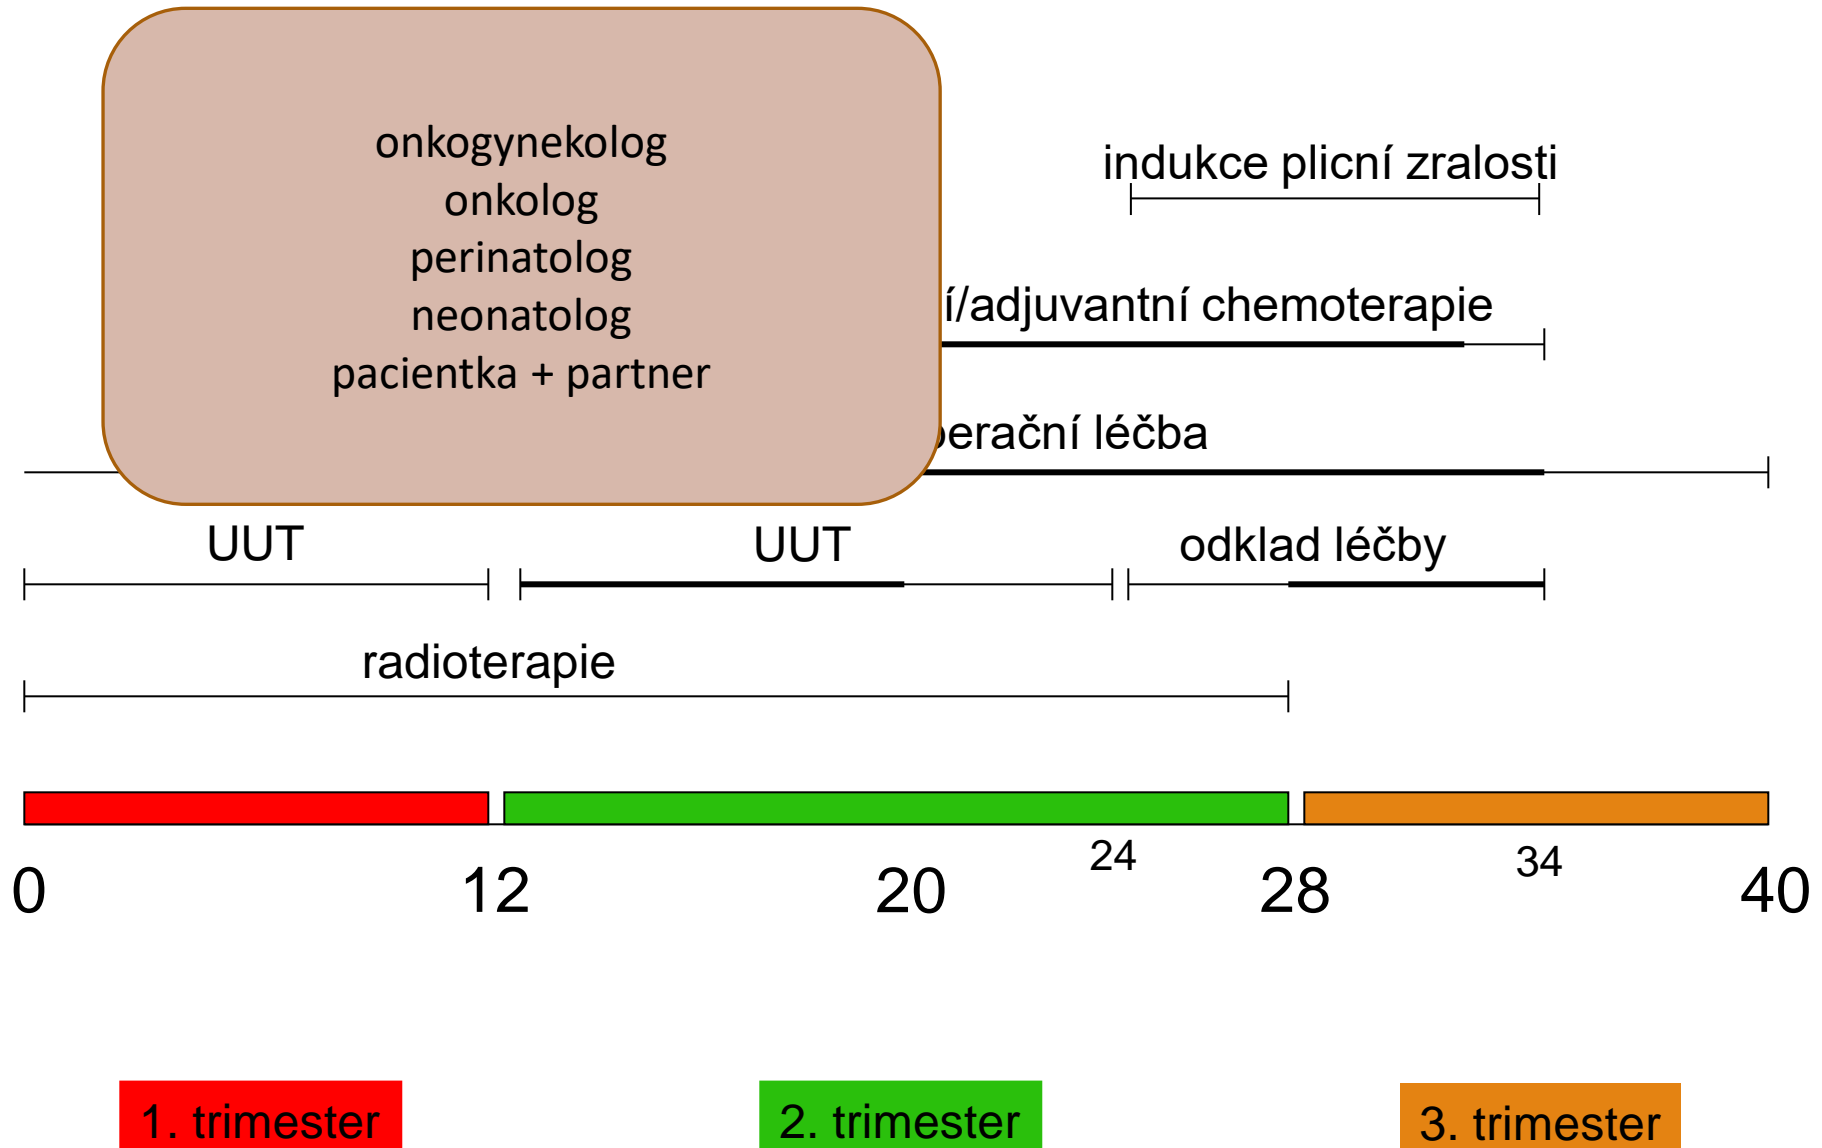 onkogynekolog
onkolog
perinatolog
neonatolog
pacientka + partner
indukce plicní zralosti
í/adjuvantní chemoterapie
perační léčba
UUT
UUT
odklad léčby
radioterapie
24
34
0
12
20
28
40
1. trimester
2. trimester
3. trimester